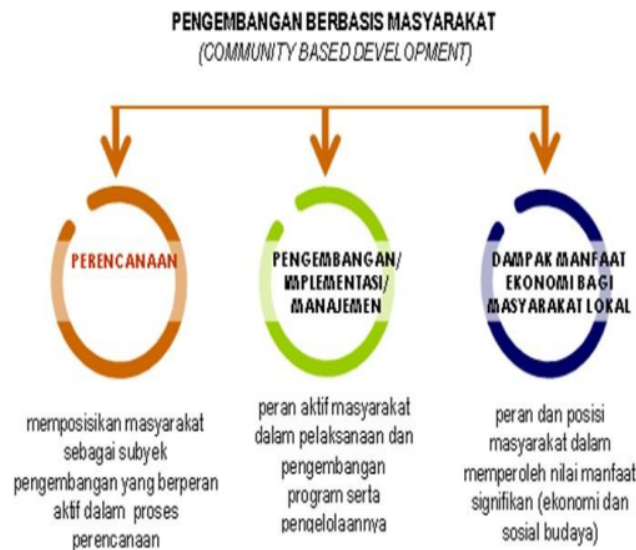 PENGEMBANGAN BERBASIS MASYARAKAT
(COMMUNITY BASED DEVELOPMENT)
PERENCANAAN
memposisikan masyarakat
sebagai subyek
pengembangan yang berperan
aktif dalam proses
perencanaan
PENGEMBANGAN/
IMPLEMENTASI/
MANAJEMEN
peran aktif masyarakat
dalam pelaksanaan dan
pengembangan
program serta
pengelolaannya
DAMPAK MANFAAT
EKONOMI BAGI
MASYARAKAT LOKAL
peran dan posisi
masyarakat dalam
memperoleh nilai manfaat
signifikan (ekonomi dan
sosial budaya)